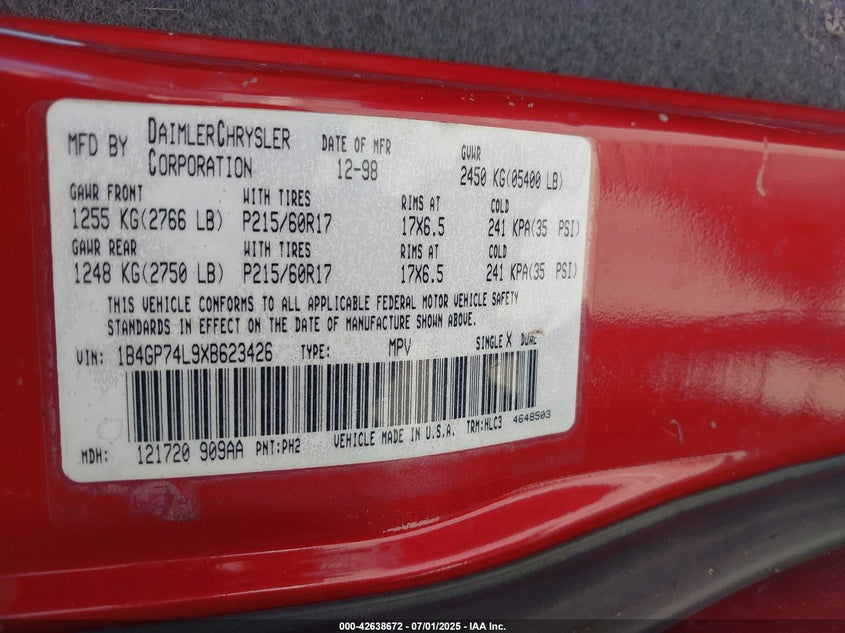 MFD BY DAIMLERCHRYSLER CORPORATION DATE OF MFR 12-98 GVWR 2450 KG(05400 LB)
GAWR FRONT WITH TIRES RIMS AT COLD
1255 KG(2766 LB) P215/60R17 17X6.5 241 KPA(35 PSI)
GAWR REAR WITH TIRES RIMS AT COLD
1248 KG(2750 LB) P215/60R17 17X6.5 241 KPA(35 PSI)
THIS VEHICLE CONFORMS TO ALL APPLICABLE FEDERAL MOTOR VEHICLE SAFETY
STANDARDS IN EFFECT ON THE DATE OF MANUFACTURE SHOWN ABOVE.
VIN: 1B4GP74L9XB623426 TYPE: MPV SINGLE X DUAL
MDH: 121720 909AA PNT:PH2 VEHICLE MADE IN U.S.A. TRM:HLC3 4648503
000-42638672 - 07/01/2025 - IAA Inc.